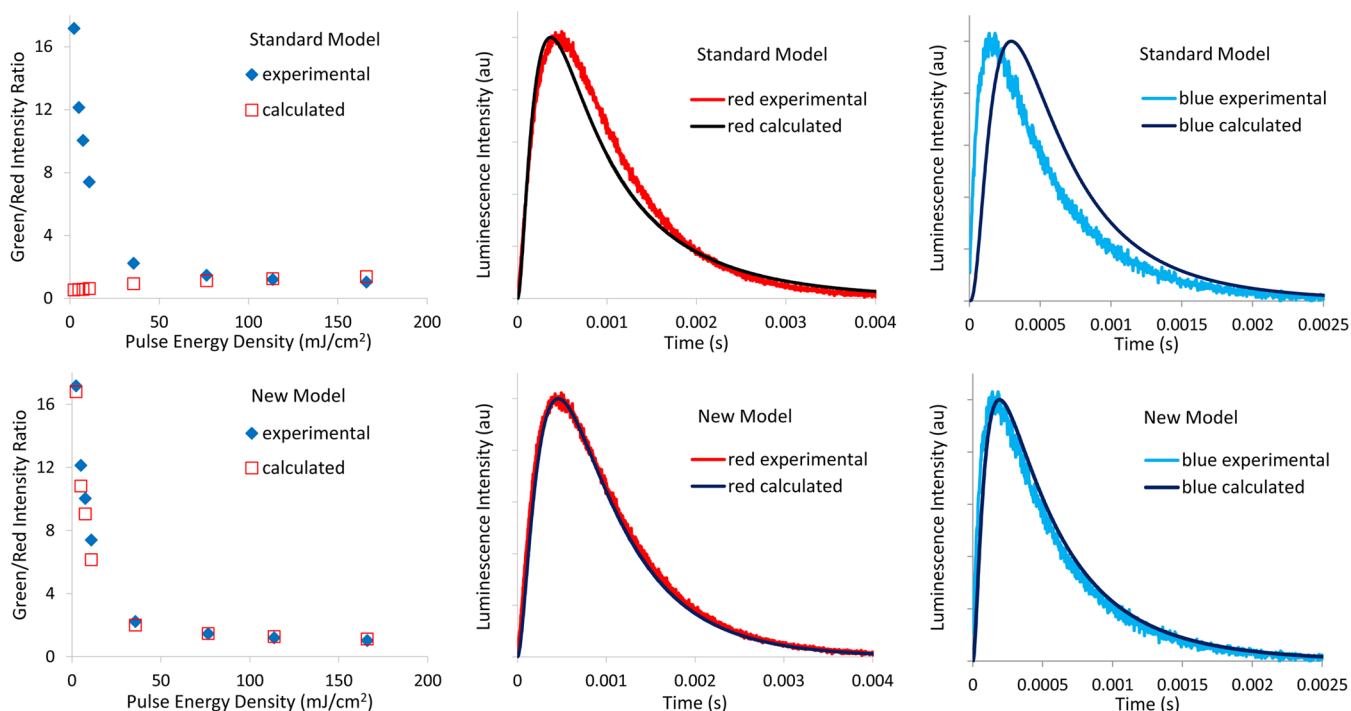 16
12
8
4
0
Green/Red Intensity Ratio
Standard Model
experimental
calculated
0
50
100
150
200
Pulse Energy Density (mJ/cm²)
Luminescence Intensity (au)
Standard Model
red experimental
red calculated
0
0.001
0.002
0.003
0.004
Time (s)
Luminescence Intensity (au)
Standard Model
blue experimental
blue calculated
0
0.0005
0.001
0.0015
0.002
0.0025
Time (s)
16
12
8
4
0
Green/Red Intensity Ratio
New Model
experimental
calculated
0
50
100
150
200
Pulse Energy Density (mJ/cm²)
Luminescence Intensity (au)
New Model
red experimental
red calculated
0
0.001
0.002
0.003
0.004
Time (s)
Luminescence Intensity (au)
New Model
blue experimental
blue calculated
0
0.0005
0.001
0.0015
0.002
0.0025
Time (s)